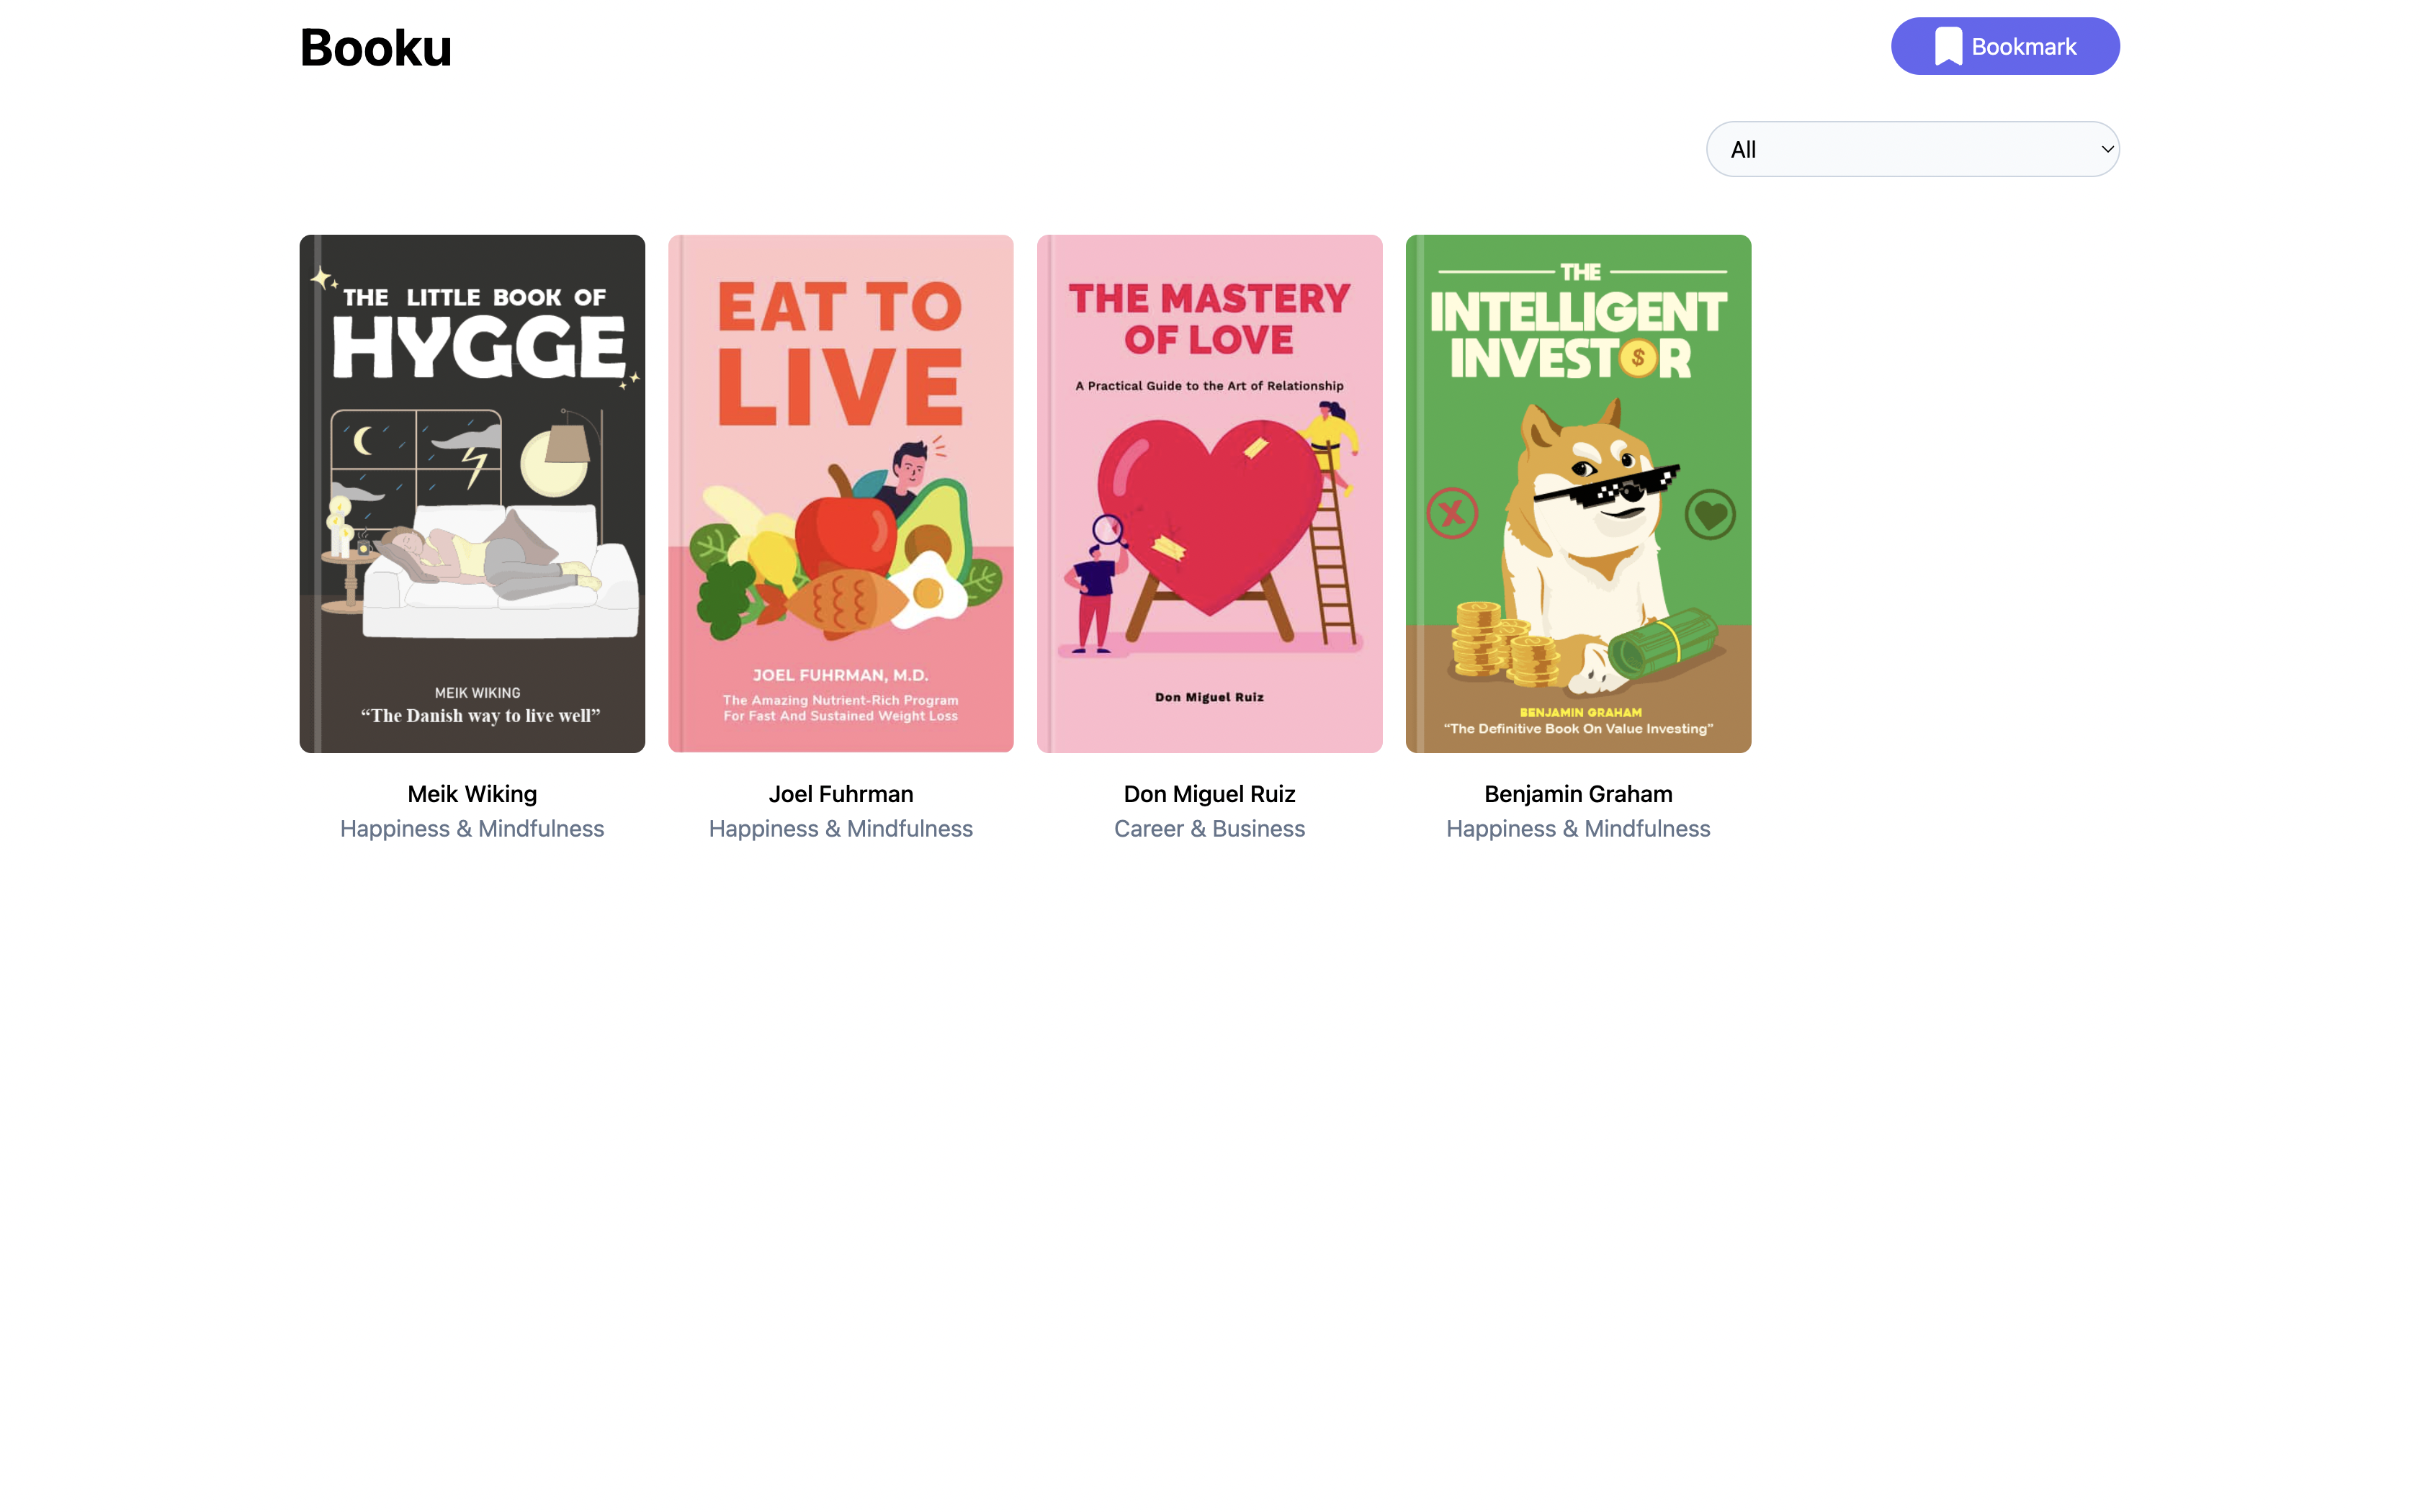 Booku
Bookmark
All
THE LITTLE BOOK OF
HYGGE
MEIK WIKING
“The Danish way to live well”
Meik Wiking
Happiness & Mindfulness
EAT TO
LIVE
JOEL FUHRMAN, M.D.
The Amazing Nutrient-Rich Program
For Fast And Sustained Weight Loss
Joel Fuhrman
Happiness & Mindfulness
THE MASTERY
OF LOVE
A Practical Guide to the Art of Relationship
Don Miguel Ruiz
Don Miguel Ruiz
Career & Business
THE
INTELLIGENT
INVESTOR
$
X
BENJAMIN GRAHAM
“The Definitive Book On Value Investing”
Benjamin Graham
Happiness & Mindfulness